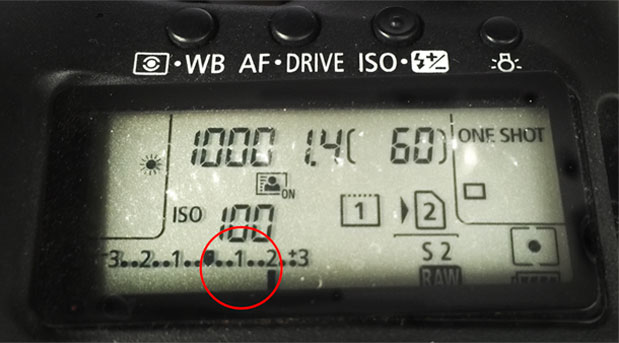 WB AF•DRIVE ISO•
1000 1.4( 60) ONE SHOT
ON
ISO 100 1 2
-3..2..1..0..1..2..+3
S 2
RAW